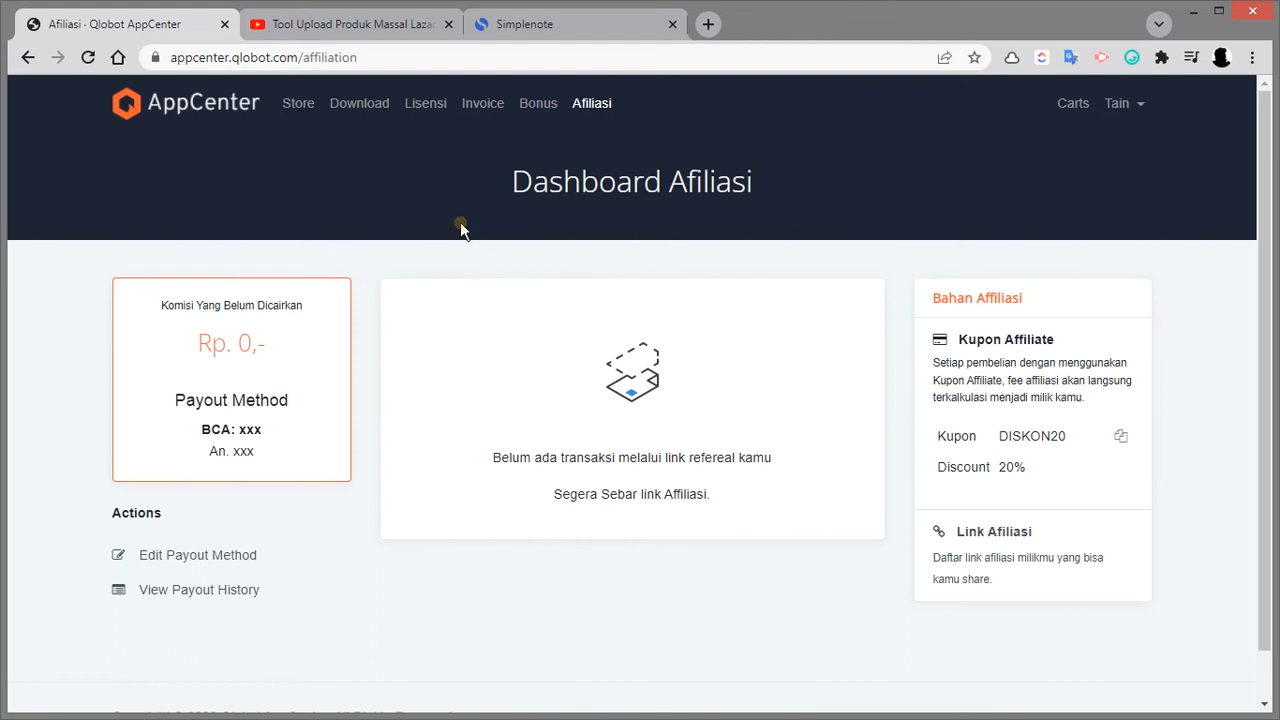 Afiliasi - Qlobot AppCenter
Tool Upload Produk Massal Laza
Simplenote
appcenter.qlobot.com/affiliation
AppCenter
Store
Download
Lisensi
Invoice
Bonus
Afiliasi
Carts
Tain
Dashboard Afiliasi
Komisi Yang Belum Dicairkan
Rp. 0,-
Payout Method
BCA: xxx
An. xxx
Actions
Edit Payout Method
View Payout History
Belum ada transaksi melalui link refereal kamu
Segera Sebar link Affiliasi.
Bahan Affiliasi
Kupon Affiliate
Setiap pembelian dengan menggunakan
Kupon Affiliate, fee affiliasi akan langsung
terkalkulasi menjadi milik kamu.
Kupon DISKON20
Discount 20%
Link Afiliasi
Daftar link afiliasi milikmu yang bisa
kamu share.